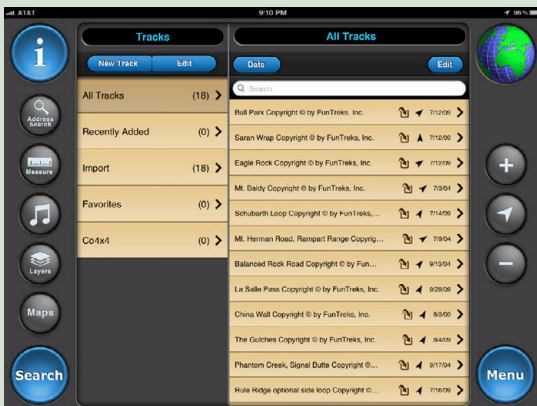 AT&T 9:10 PM 96%
i
Tracks
All Tracks
New Track Edit
Date Edit
Search
All Tracks (18)
Recently Added (0)
Import (18)
Favorites (0)
Co4x4 (0)
Bull Park Copyright © by FunTreks, Inc. 7/12/09
Saran Wrap Copyright © by FunTreks, Inc. 7/12/09
Eagle Rock Copyright © by FunTreks, Inc. 7/12/09
Mt. Baldy Copyright © by FunTreks, Inc. 7/3/04
Schubarth Loop Copyright © by FunTreks,... 7/14/09
Mt. Herman Road, Rampart Range Copyrig... 7/9/04
Balanced Rock Road Copyright © by Fun... 9/13/04
La Salle Pass Copyright © by FunTreks, Inc. 9/29/09
China Wall Copyright © by FunTreks, Inc. 8/3/09
The Gulches Copyright © by FunTreks, Inc. 8/4/09
Phantom Creek, Signal Butte Copyright ©... 9/17/04
Rule Ridge optional side loop Copyright ©... 7/16/09
Address
Search
Measure
Layers
Maps
Search
+
−
Menu